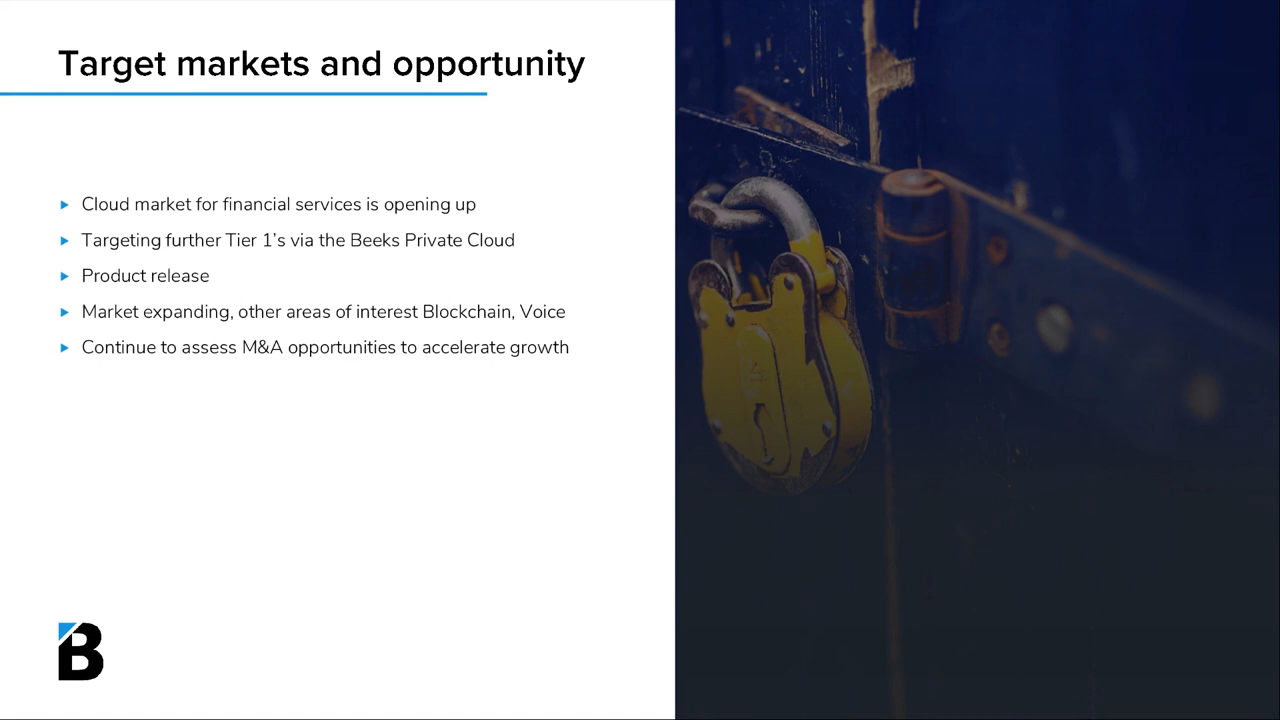 Target markets and opportunity
Cloud market for financial services is opening up
Targeting further Tier 1's via the Beeks Private Cloud
Product release
Market expanding, other areas of interest Blockchain, Voice
Continue to assess M&A opportunities to accelerate growth
B